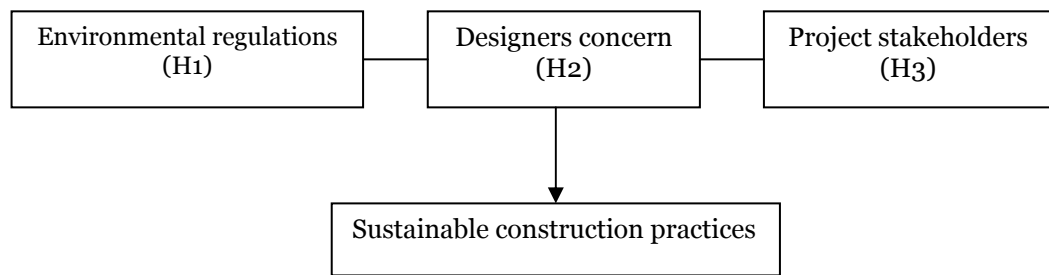 Environmental regulations
(H1)
Designers concern
(H2)
Project stakeholders
(H3)
Sustainable construction practices